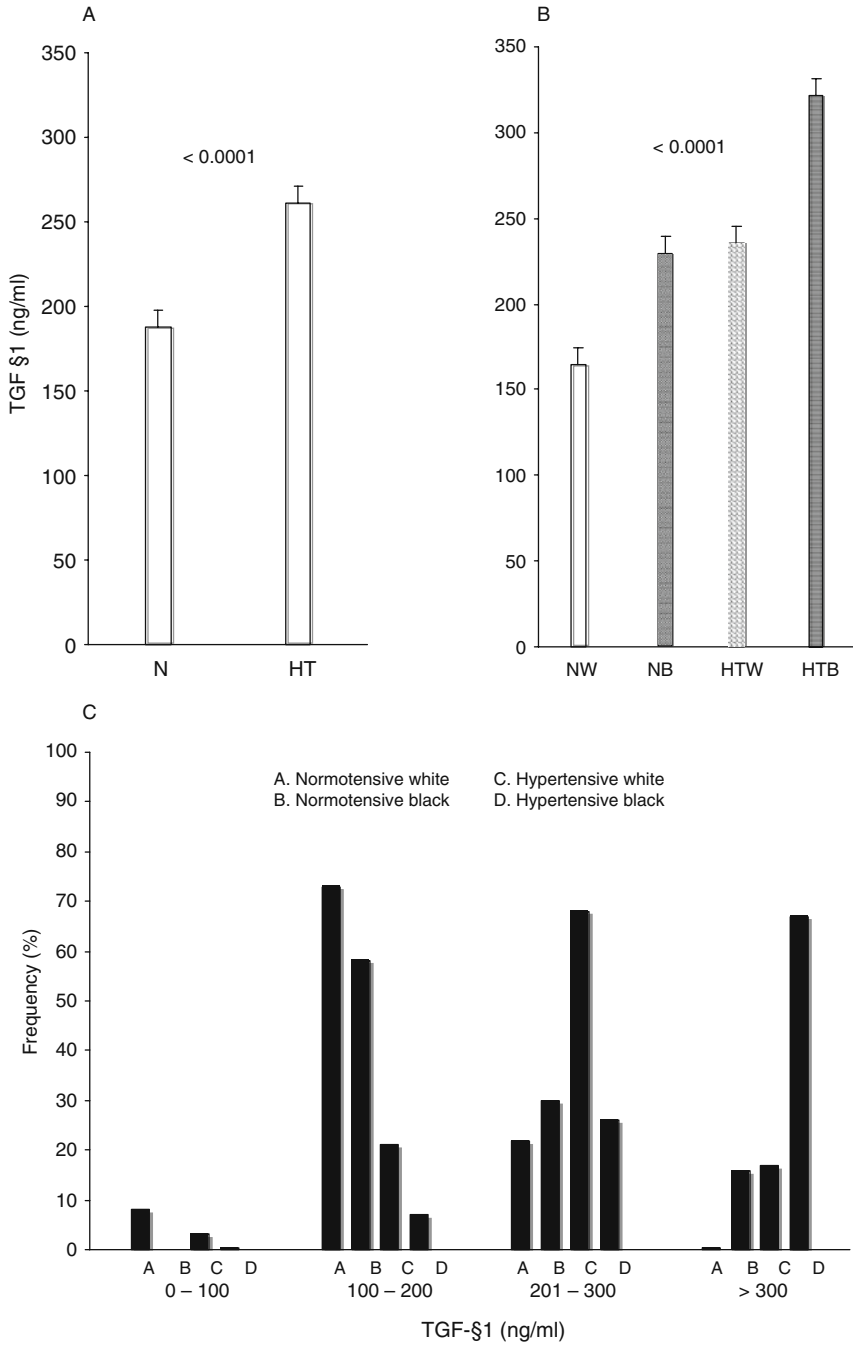 A
350
300
250
200
150
100
50
0
TGF §1 (ng/ml)
< 0.0001
N HT
B
350
300
250
200
150
100
50
0
< 0.0001
NW NB HTW HTB
C
100
90
80
70
60
50
40
30
20
10
0
Frequency (%)
A. Normotensive white C. Hypertensive white
B. Normotensive black D. Hypertensive black
A B C D A B C D A B C D A B C D
0 – 100 100 – 200 201 – 300 > 300
TGF-§1 (ng/ml)